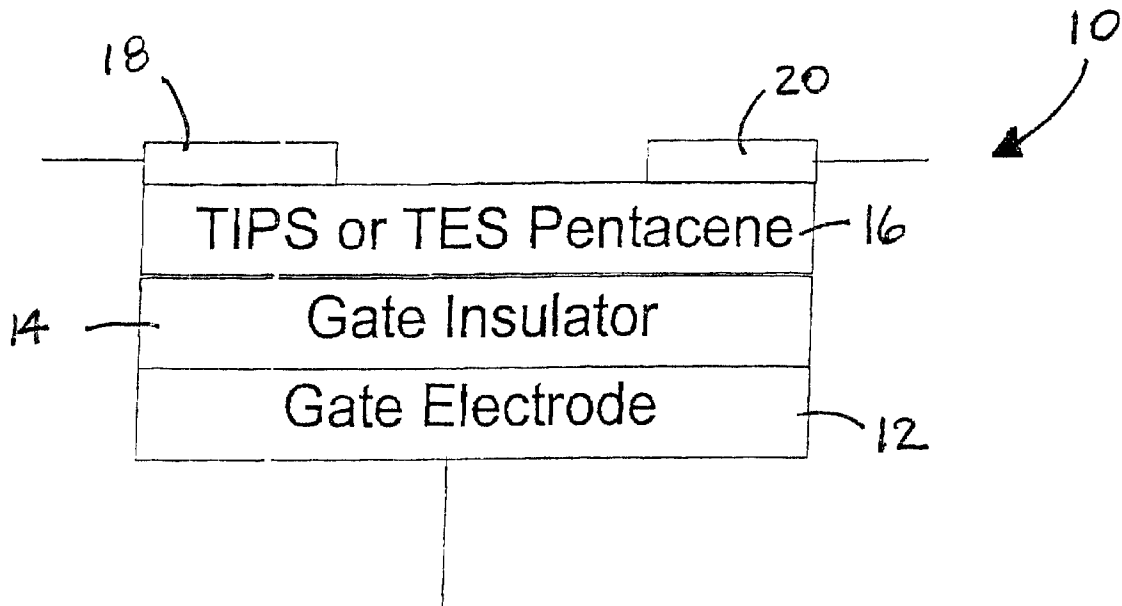 10
18
20
TIPS or TES Pentacene
16
14
Gate Insulator
Gate Electrode
12